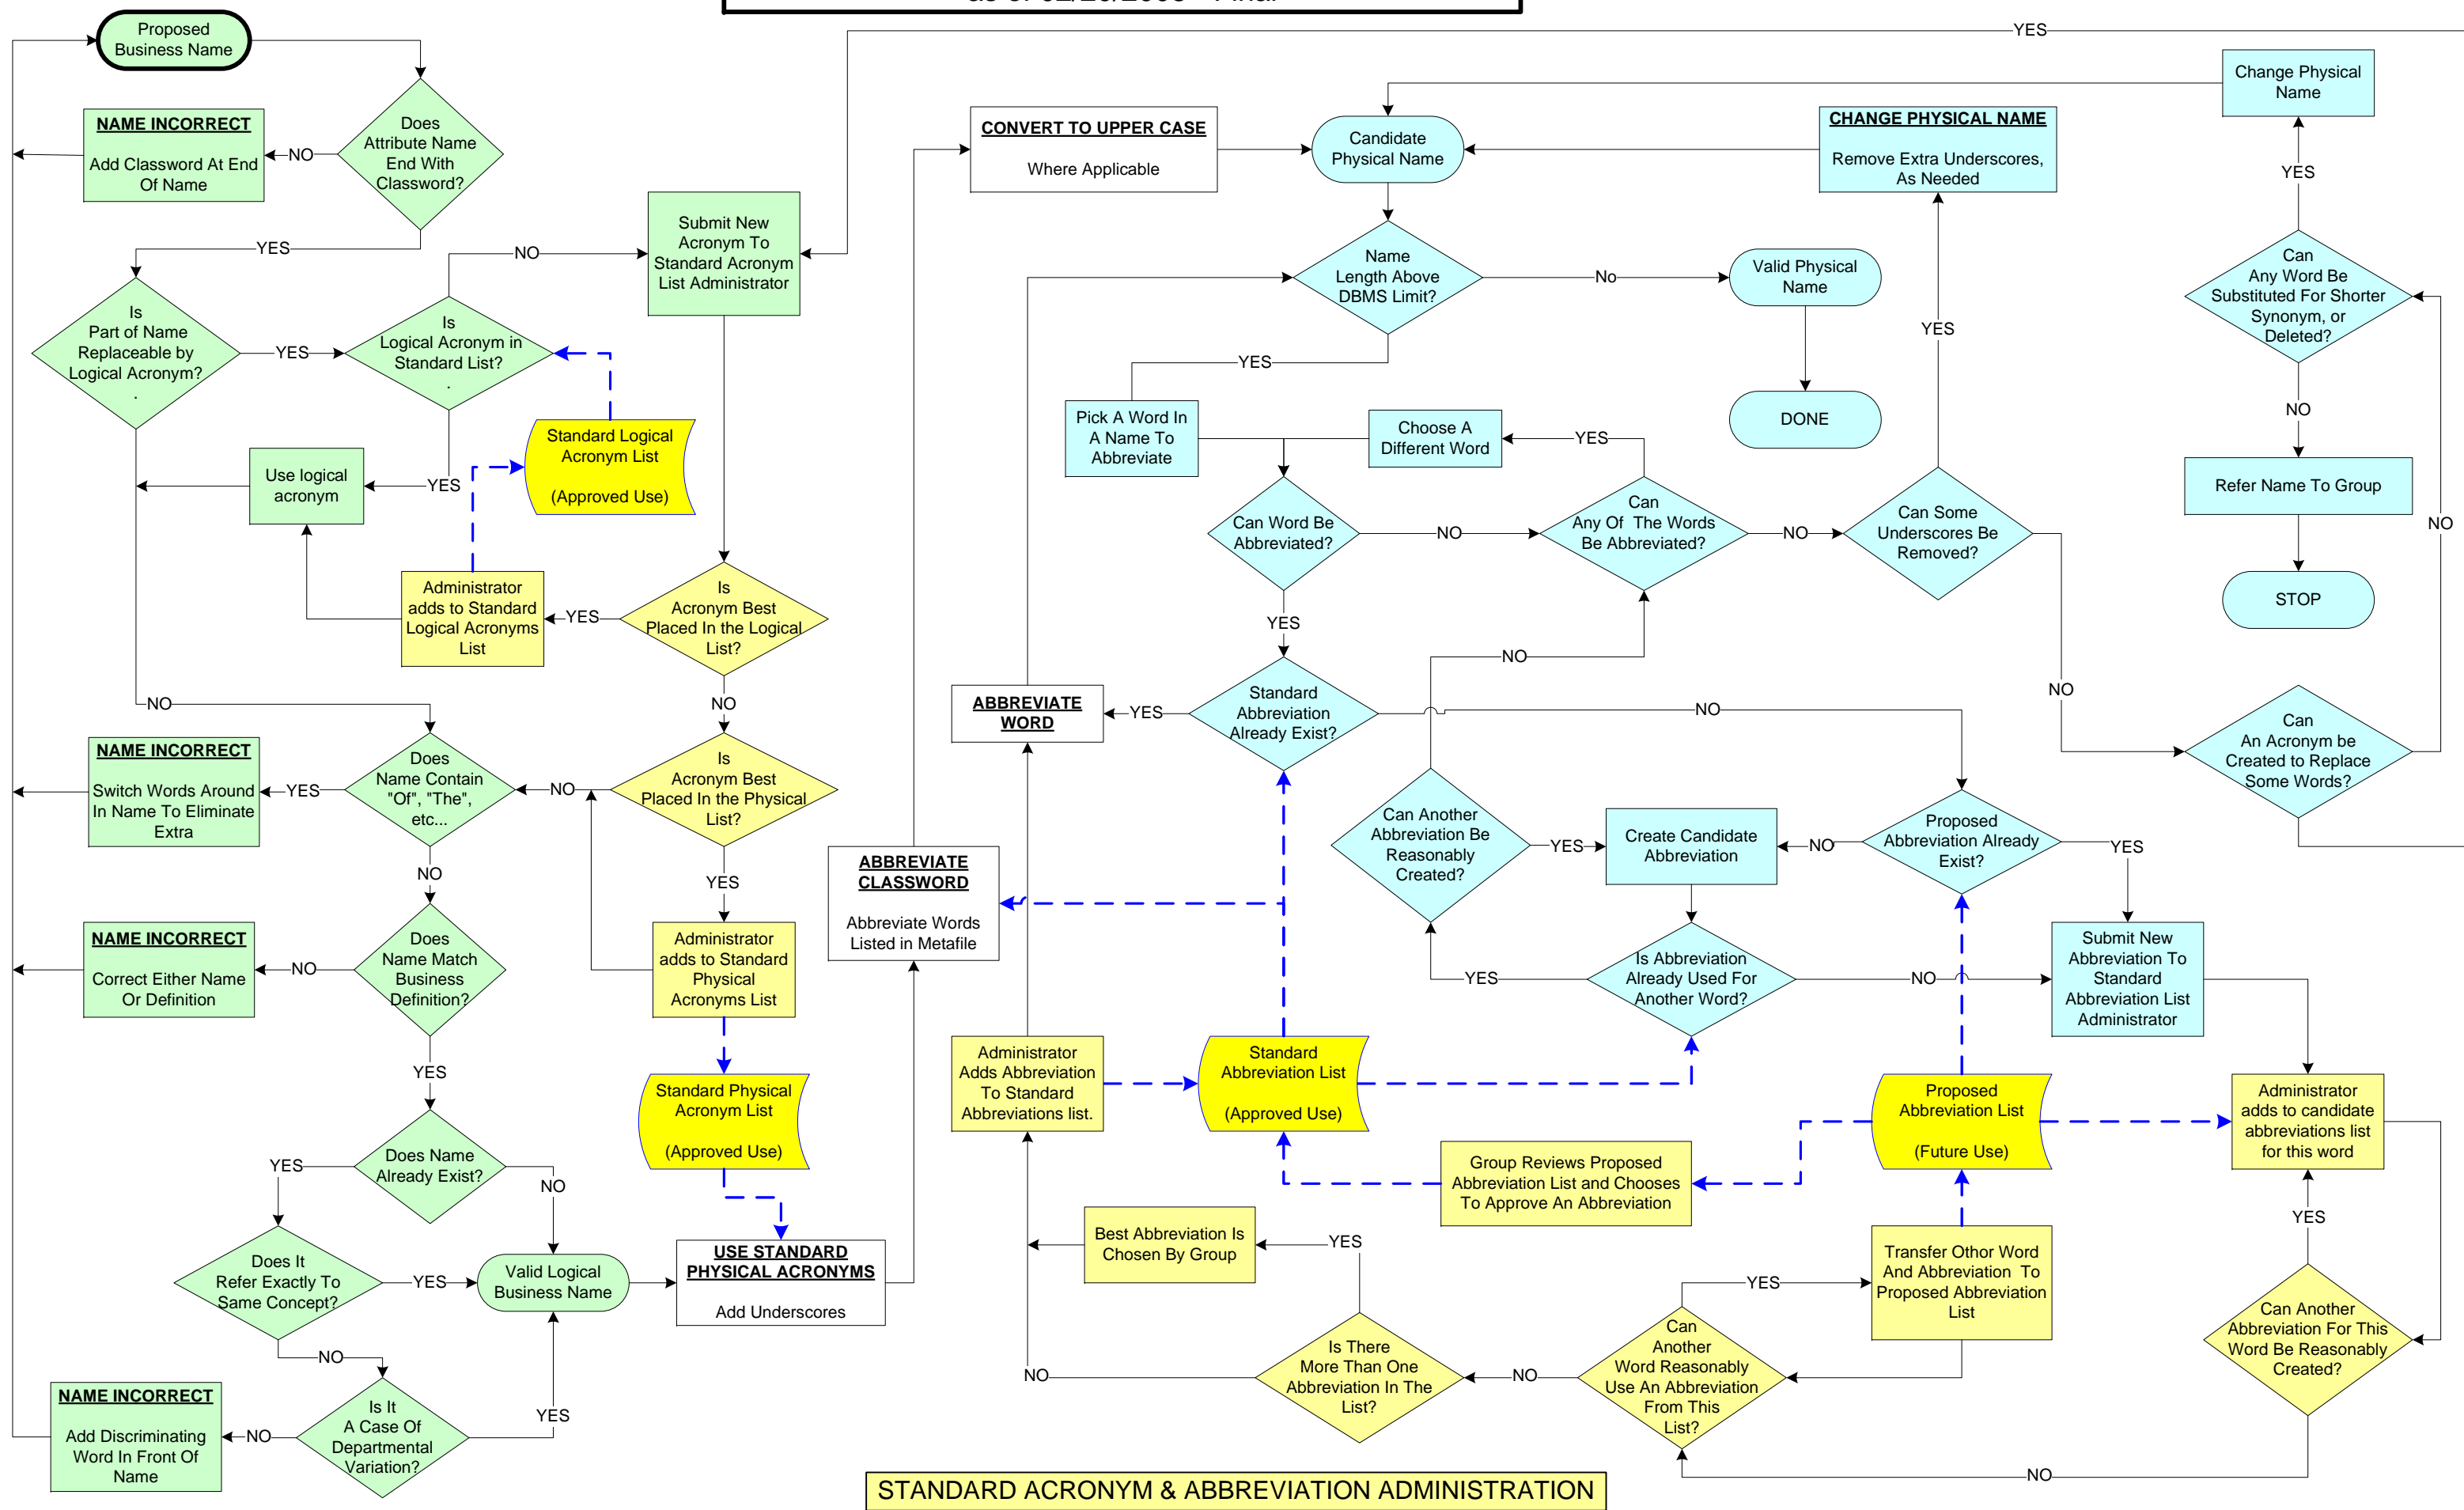 Proposed
Business Name
NAME INCORRECT
Add Classword At End
Of Name
NO
Does
Attribute Name
End With
Classword?
YES
Is
Part of Name
Replaceable by
Logical Acronym?
.
YES
Is
Logical Acronym in
Standard List?
.
NO
Submit New
Acronym To
Standard Acronym
List Administrator
Standard Logical
Acronym List
(Approved Use)
Use logical
acronym
YES
Administrator
adds to Standard
Logical Acronyms
List
YES
Is
Acronym Best
Placed In the Logical
List?
NO
NO
NAME INCORRECT
Switch Words Around
In Name To Eliminate
Extra
YES
Does
Name Contain
"Of", "The",
etc...
NO
Is
Acronym Best
Placed In the Physical
List?
NO
YES
NAME INCORRECT
Correct Either Name
Or Definition
NO
Does
Name Match
Business
Definition?
Administrator
adds to Standard
Physical
Acronyms List
YES
Standard Physical
Acronym List
(Approved Use)
Does Name
Already Exist?
YES
NO
Does It
Refer Exactly To
Same Concept?
YES
Valid Logical
Business Name
USE STANDARD
PHYSICAL ACRONYMS
Add Underscores
NO
NAME INCORRECT
Add Discriminating
Word In Front Of
Name
NO
Is It
A Case Of
Departmental
Variation?
YES
ABBREVIATE
CLASSWORD
Abbreviate Words
Listed in Metafile
CONVERT TO UPPER CASE
Where Applicable
Candidate
Physical Name
CHANGE PHYSICAL NAME
Remove Extra Underscores,
As Needed
YES
Change Physical
Name
YES
Name
Length Above
DBMS Limit?
No
Valid Physical
Name
DONE
YES
Can
Any Word Be
Substituted For Shorter
Synonym, or
Deleted?
YES
Pick A Word In
A Name To
Abbreviate
Choose A
Different Word
YES
NO
Refer Name To Group
STOP
Can Word Be
Abbreviated?
NO
Can
Any Of The Words
Be Abbreviated?
NO
Can Some
Underscores Be
Removed?
NO
YES
NO
ABBREVIATE
WORD
YES
Standard
Abbreviation
Already Exist?
NO
NO
Can
An Acronym be
Created to Replace
Some Words?
Can Another
Abbreviation Be
Reasonably
Created?
YES
Create Candidate
Abbreviation
NO
Proposed
Abbreviation Already
Exist?
YES
YES
Is Abbreviation
Already Used For
Another Word?
NO
Submit New
Abbreviation To
Standard
Abbreviation List
Administrator
Administrator
Adds Abbreviation
To Standard
Abbreviations list.
Standard
Abbreviation List
(Approved Use)
Proposed
Abbreviation List
(Future Use)
Administrator
adds to candidate
abbreviations list
for this word
Group Reviews Proposed
Abbreviation List and Chooses
To Approve An Abbreviation
Best Abbreviation Is
Chosen By Group
YES
Transfer Othor Word
And Abbreviation To
Proposed Abbreviation
List
YES
YES
NO
Is There
More Than One
Abbreviation In The
List?
NO
Can
Another
Word Reasonably
Use An Abbreviation
From This
List?
Can Another
Abbreviation For This
Word Be Reasonably
Created?
NO
STANDARD ACRONYM & ABBREVIATION ADMINISTRATION